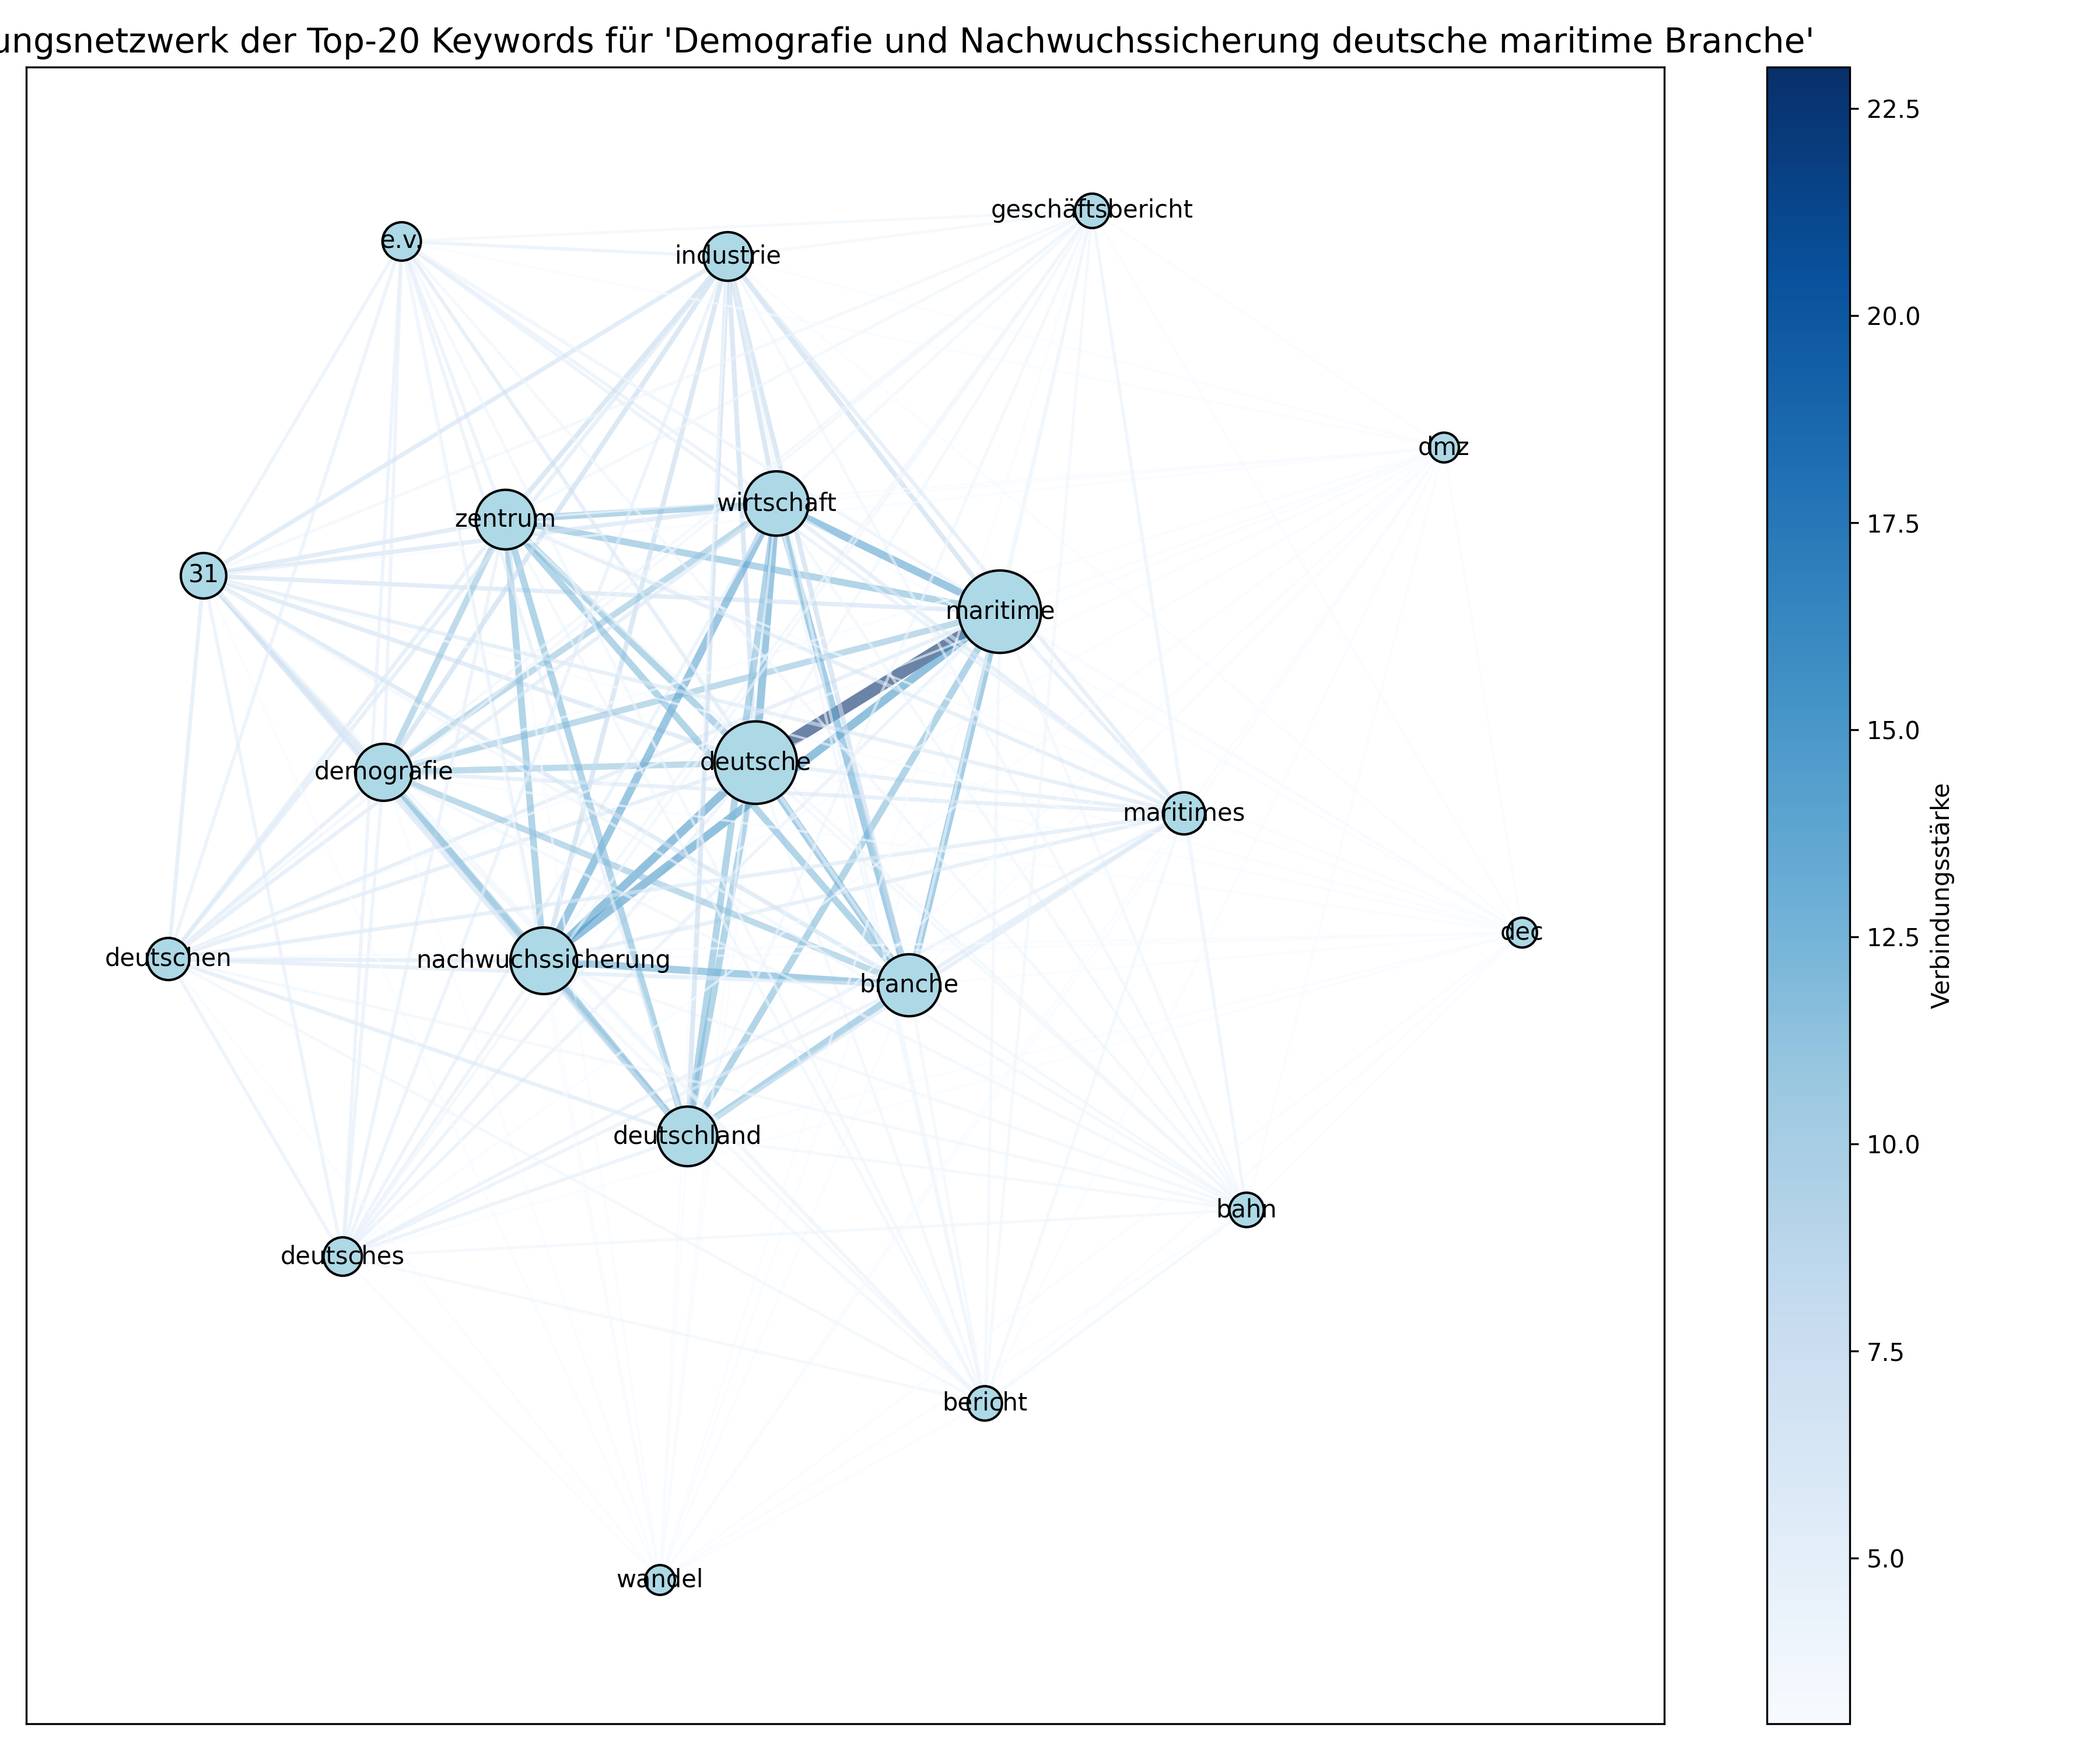 ungsnetzwerk der Top-20 Keywords für 'Demografie und Nachwuchssicherung deutsche maritime Branche'
geschäftsbericht
e.v.
industrie
dmz
wirtschaft
zentrum
31
maritime
deutsche
demografie
maritimes
dec
deutschen
nachwuchssicherung
branche
deutschland
bahn
deutsches
bericht
wandel
22.5
20.0
17.5
15.0
12.5
10.0
7.5
5.0
Verbindungsstärke